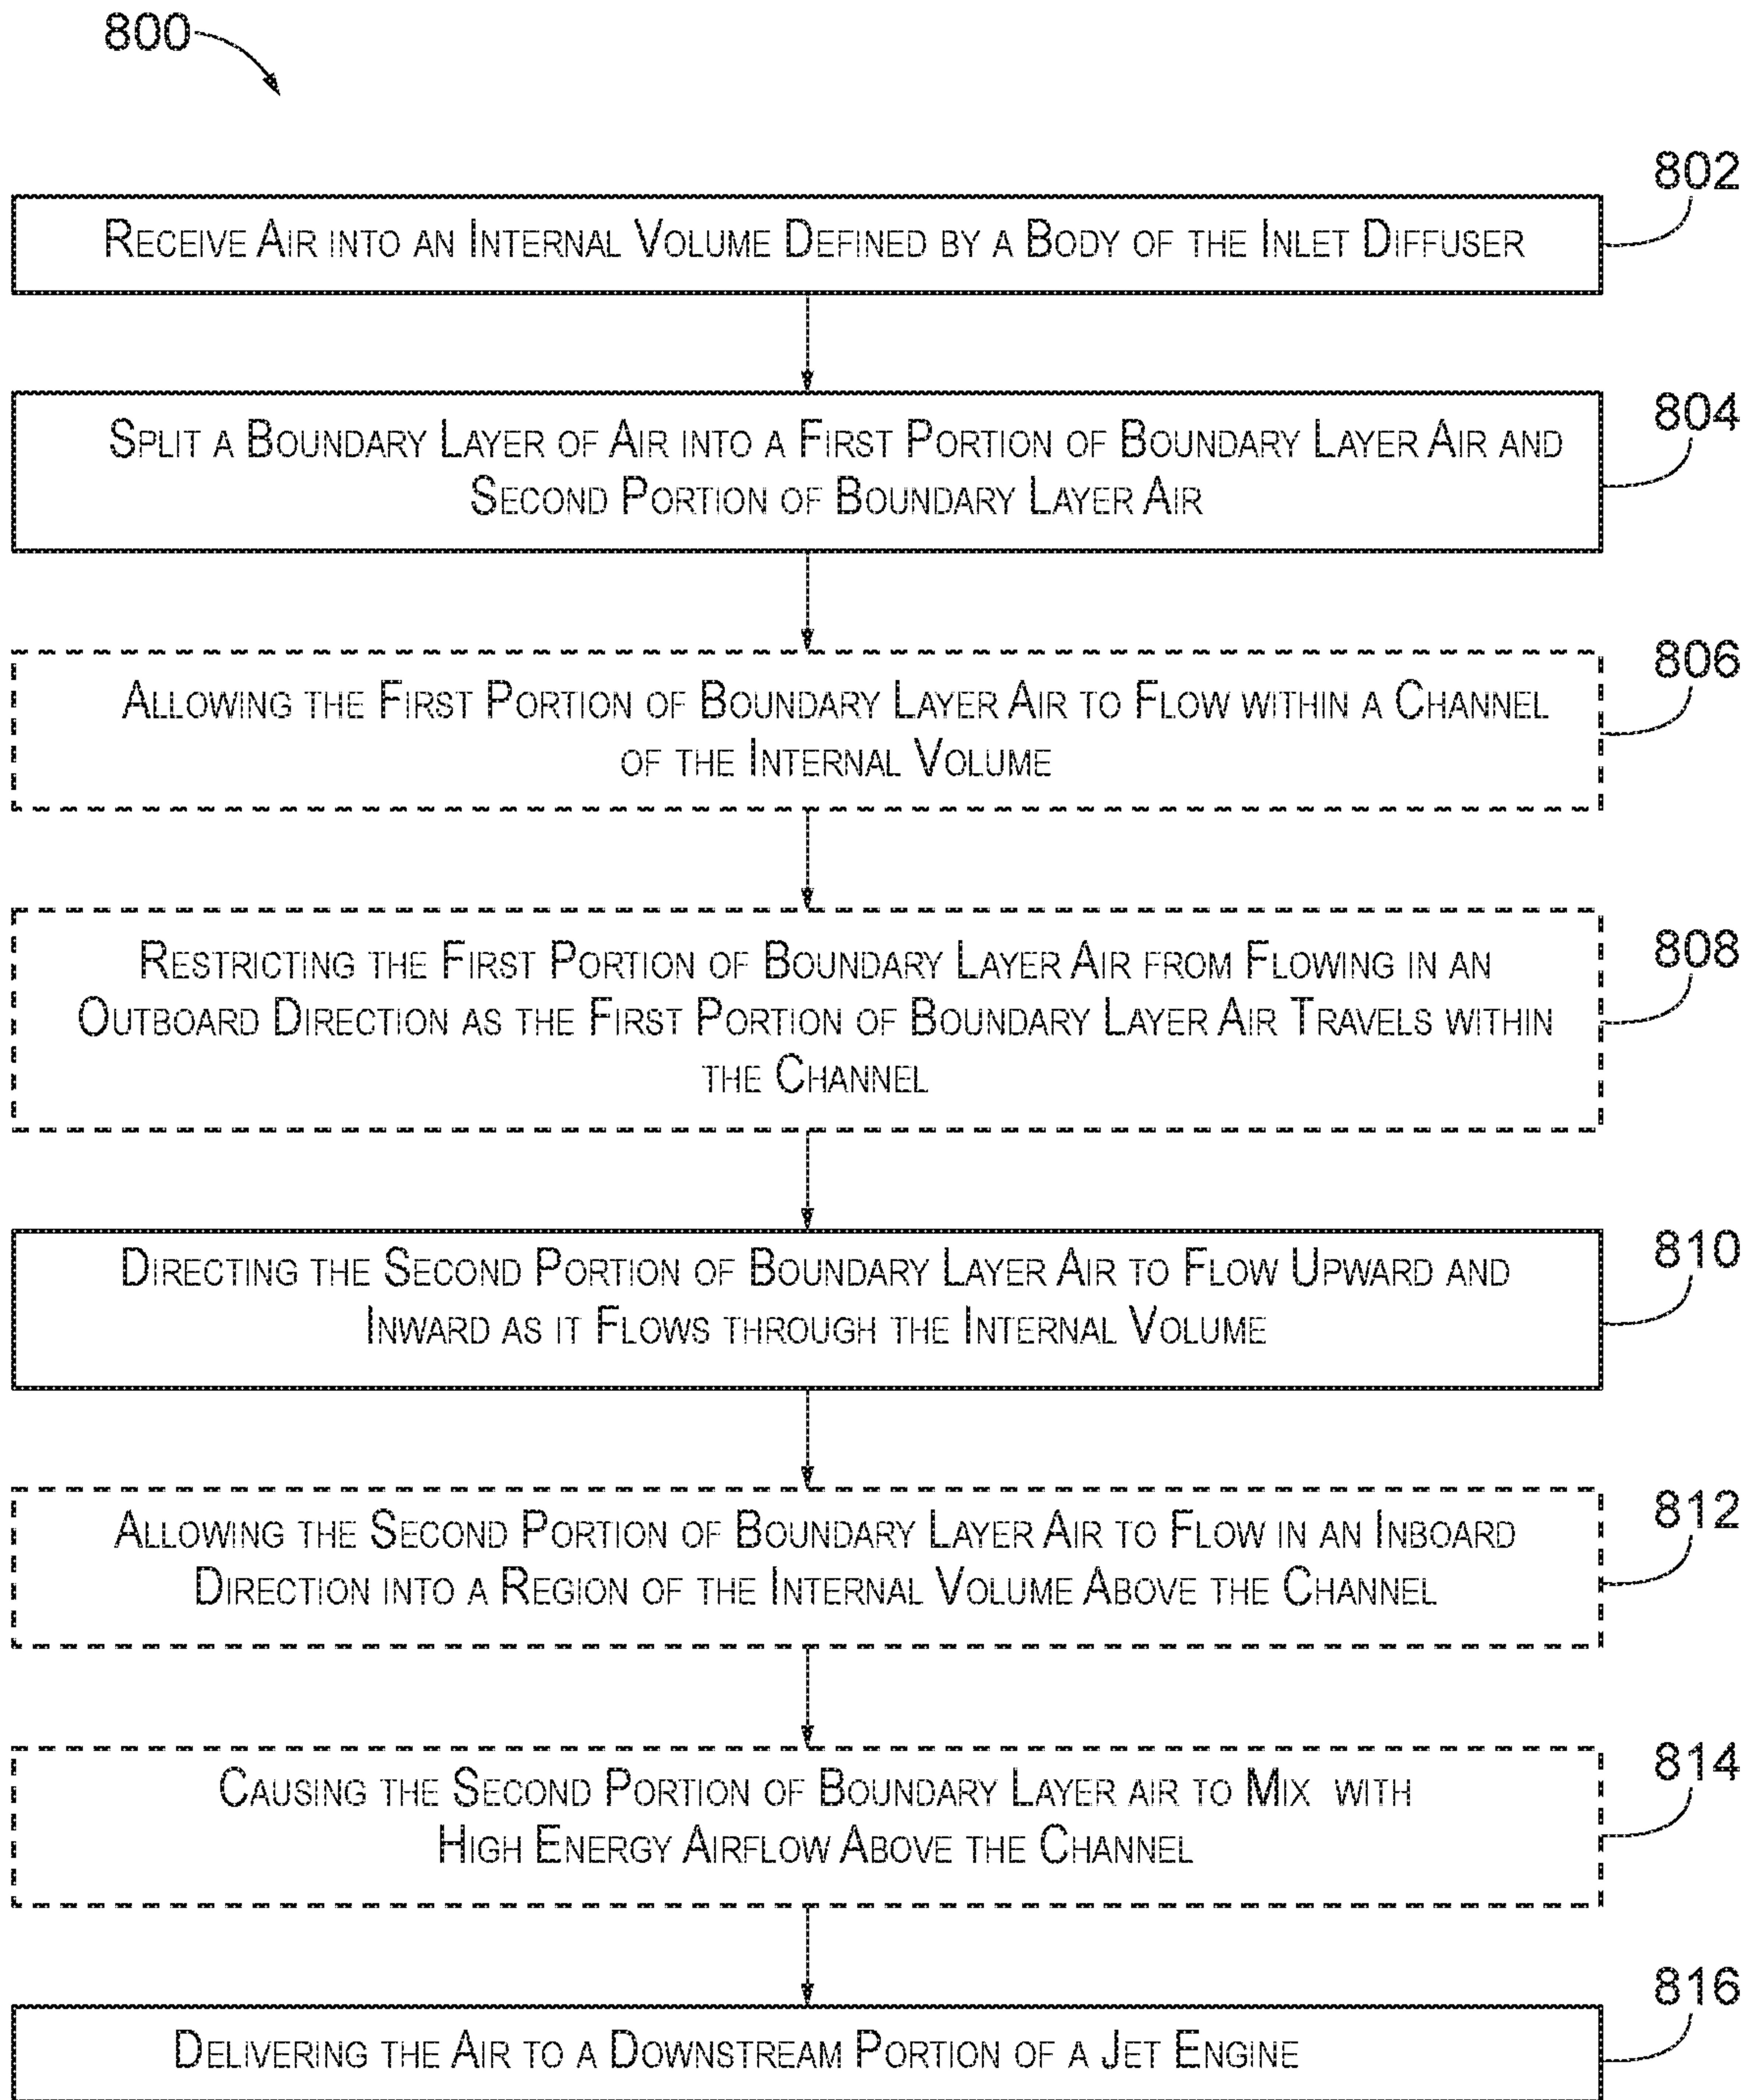 800
802
RECEIVE AIR INTO AN INTERNAL VOLUME DEFINED BY A BODY OF THE INLET DIFFUSER
804
SPLIT A BOUNDARY LAYER OF AIR INTO A FIRST PORTION OF BOUNDARY LAYER AIR AND
SECOND PORTION OF BOUNDARY LAYER AIR
806
ALLOWING THE FIRST PORTION OF BOUNDARY LAYER AIR TO FLOW WITHIN A CHANNEL
OF THE INTERNAL VOLUME
808
RESTRICTING THE FIRST PORTION OF BOUNDARY LAYER AIR FROM FLOWING IN AN
OUTBOARD DIRECTION AS THE FIRST PORTION OF BOUNDARY LAYER AIR TRAVELS WITHIN
THE CHANNEL
810
DIRECTING THE SECOND PORTION OF BOUNDARY LAYER AIR TO FLOW UPWARD AND
INWARD AS IT FLOWS THROUGH THE INTERNAL VOLUME
812
ALLOWING THE SECOND PORTION OF BOUNDARY LAYER AIR TO FLOW IN AN INBOARD
DIRECTION INTO A REGION OF THE INTERNAL VOLUME ABOVE THE CHANNEL
814
CAUSING THE SECOND PORTION OF BOUNDARY LAYER AIR TO MIX WITH
HIGH ENERGY AIRFLOW ABOVE THE CHANNEL
816
DELIVERING THE AIR TO A DOWNSTREAM PORTION OF A JET ENGINE